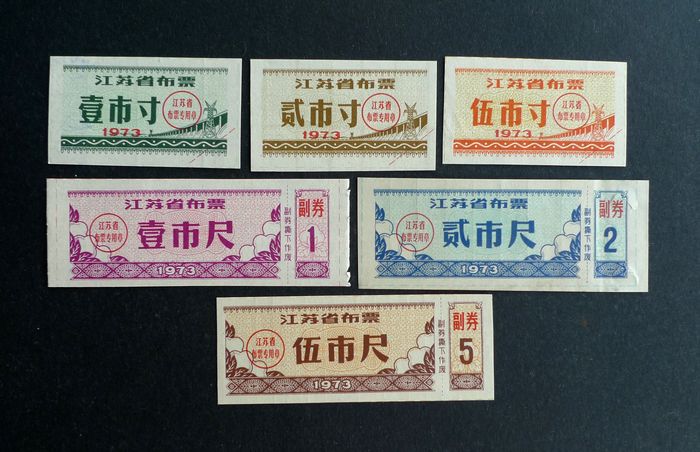 江苏省布票
壹市寸
江苏省
布票专用章
1973
江苏省布票
贰市寸
江苏省
布票专用章
1973
江苏省布票
伍市寸
江苏省
布票专用章
1973
江苏省布票
江苏省
布票专用章
壹市尺
1973
副券撕下作废
副券
1
江苏省布票
江苏省
布票专用章
贰市尺
1973
副券撕下作废
副券
2
江苏省布票
江苏省
布票专用章
伍市尺
1973
副券撕下作废
副券
5